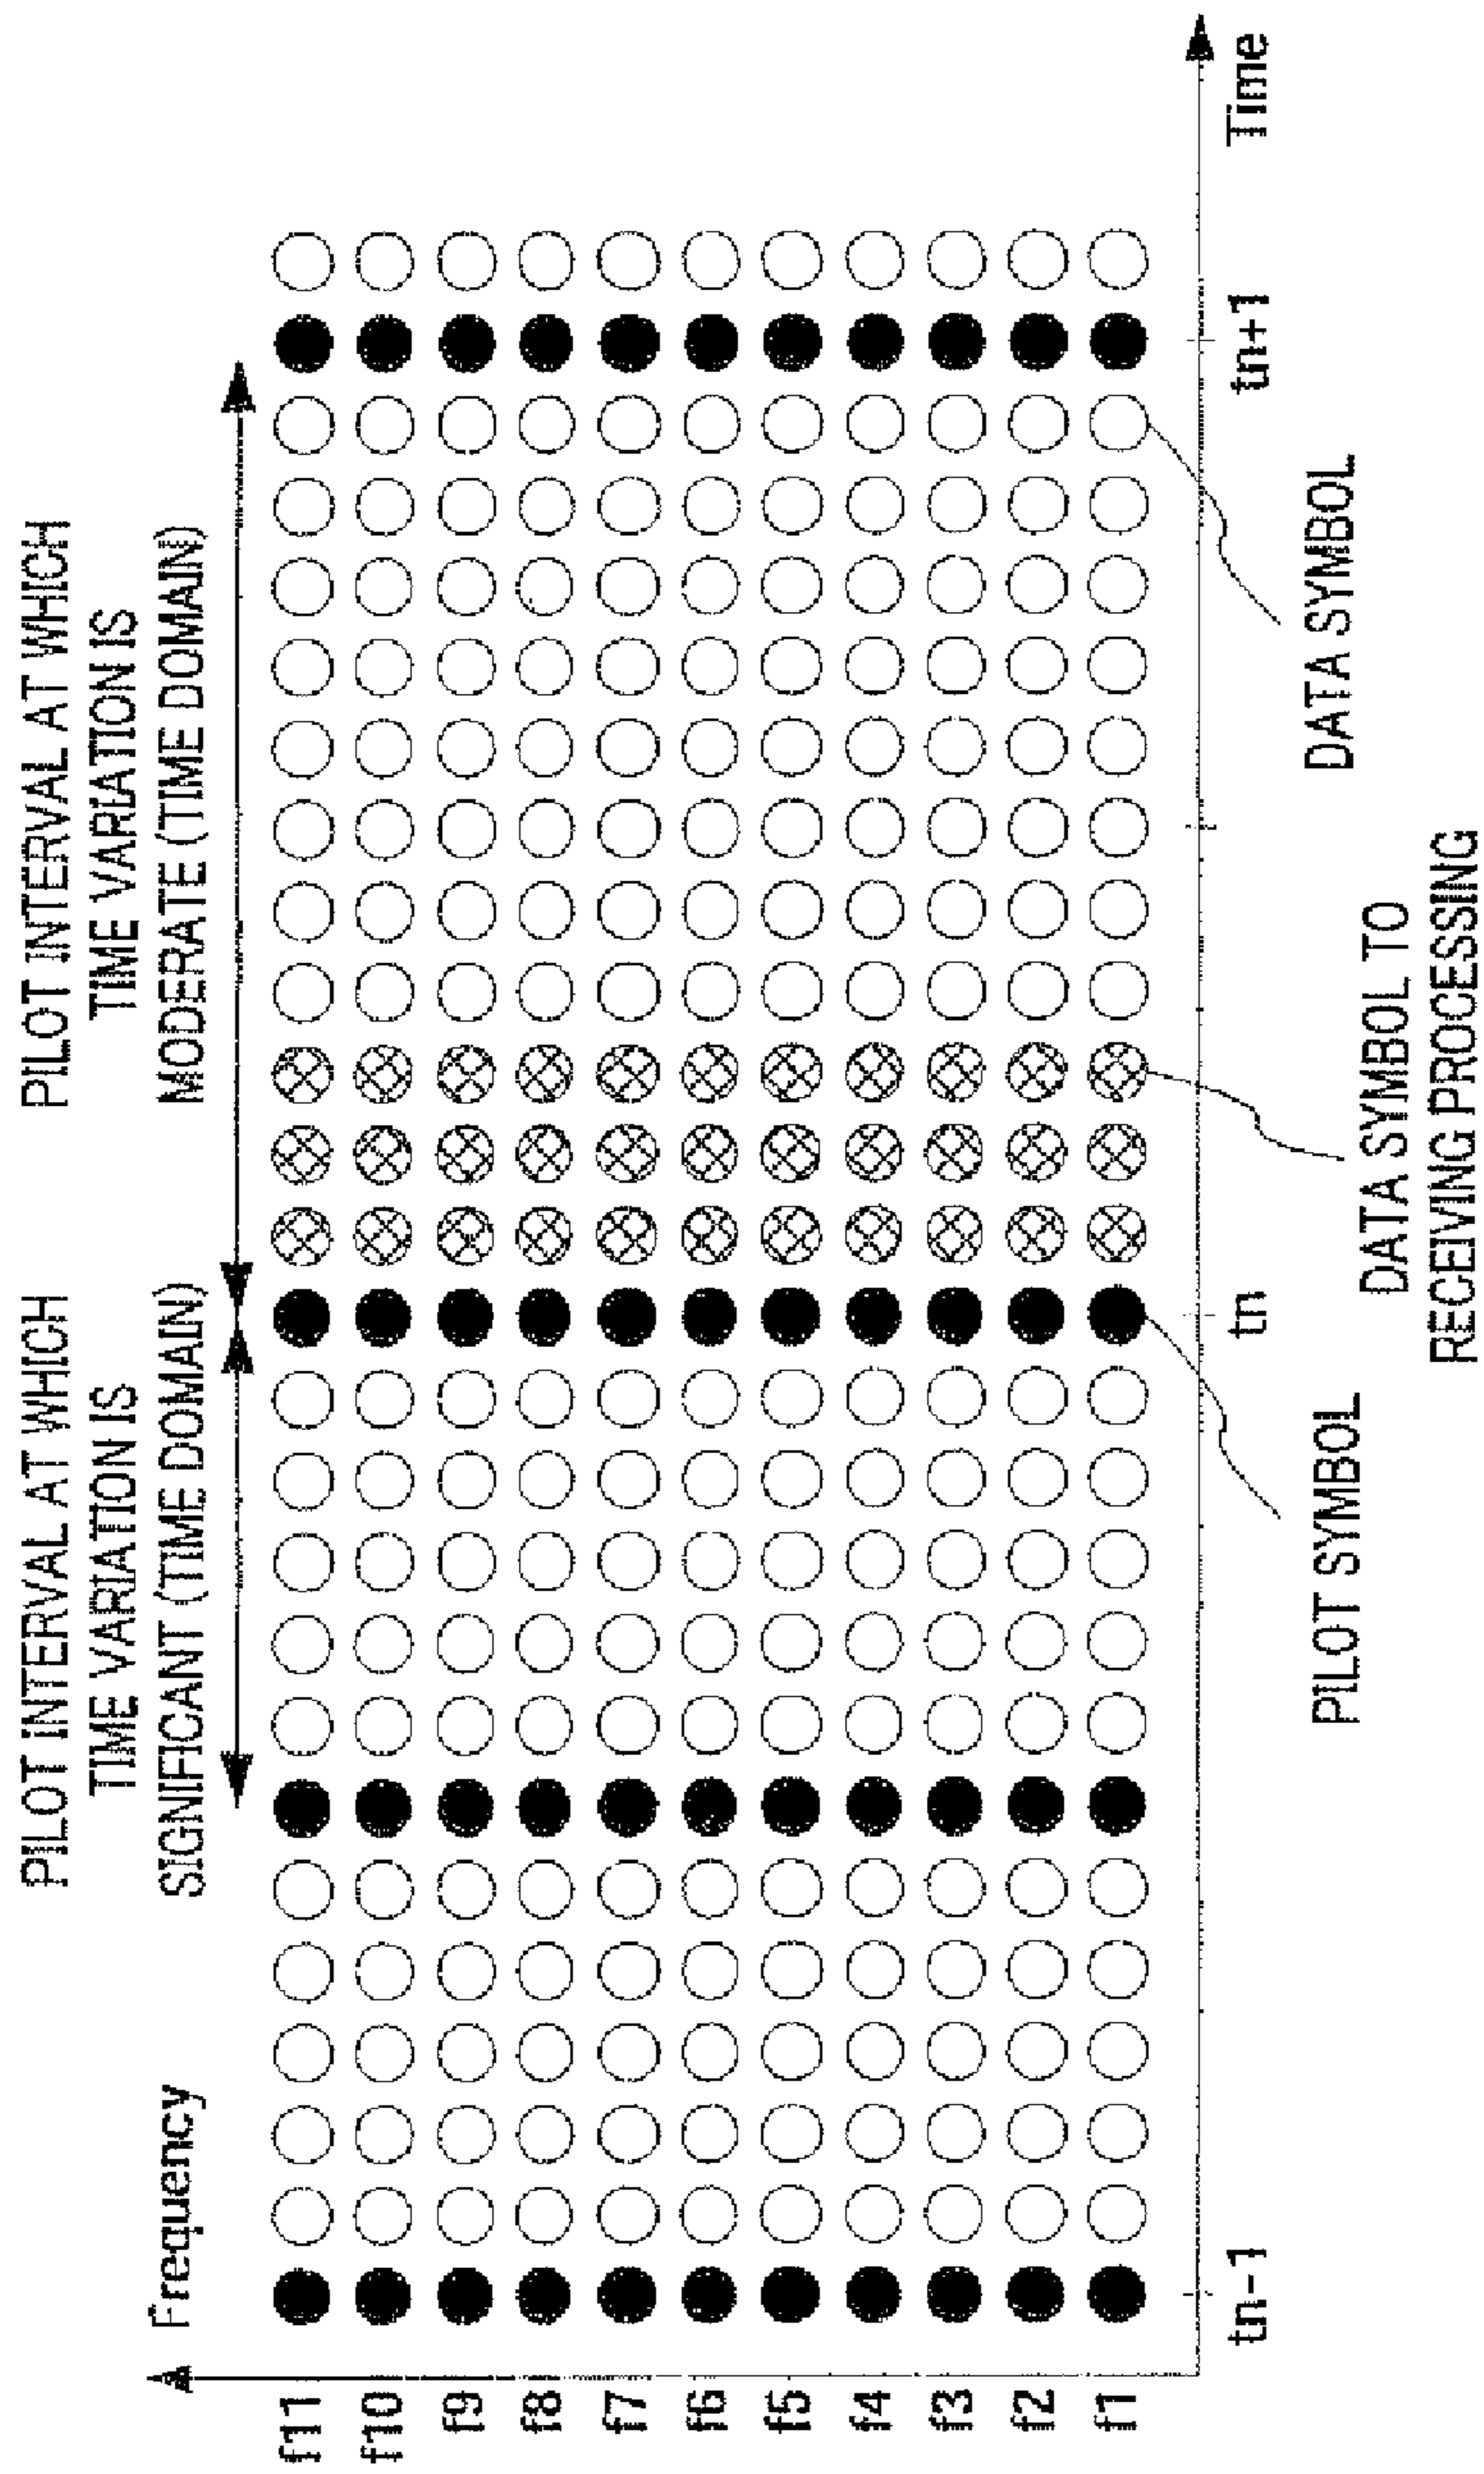 PILOT INTERVAL AT WHICH
TIME VARIATION IS
SIGNIFICANT (TIME DOMAIN)
PILOT INTERVAL AT WHICH
TIME VARIATION IS
MODERATE (TIME DOMAIN)
Frequency
f11
f10
f9
f8
f7
f6
f5
f4
f3
f2
f1
tn-1
tn
tn+1
Time
PILOT SYMBOL
DATA SYMBOL TO
RECEIVING PROCESSING
DATA SYMBOL